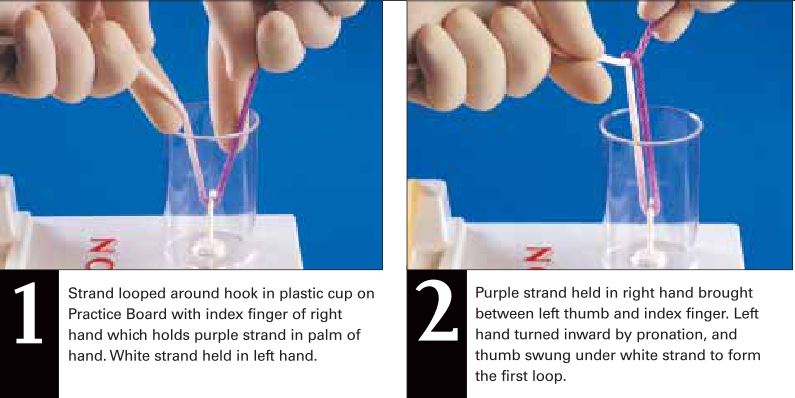 NO
NO
1
Strand looped around hook in plastic cup on
Practice Board with index finger of right
hand which holds purple strand in palm of
hand. White strand held in left hand.
2
Purple strand held in right hand brought
between left thumb and index finger. Left
hand turned inward by pronation, and
thumb swung under white strand to form
the first loop.